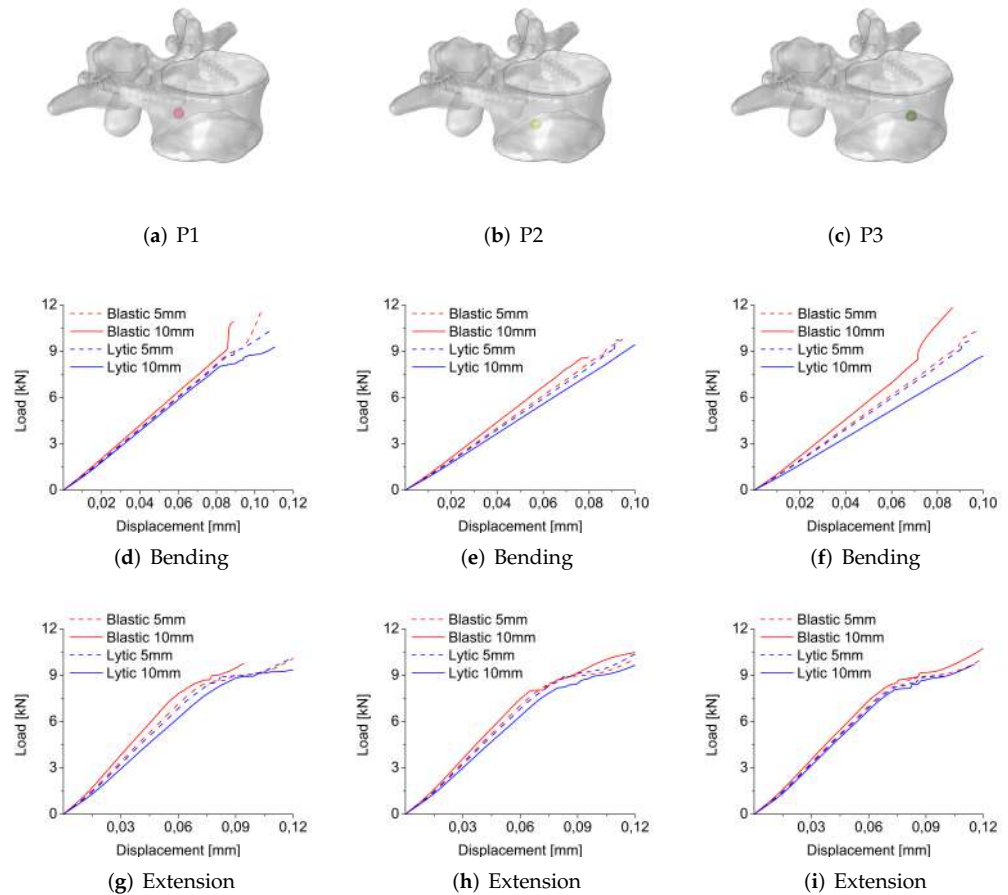 (a) P1
(b) P2
(c) P3
12
9
6
3
0
Load [kN]
Blastic 5mm
Blastic 10mm
Lytic 5mm
Lytic 10mm
0,02 0,04 0,06 0,08 0,10 0,12
Displacement [mm]
(d) Bending
12
9
6
3
0
Load [kN]
Blastic 5mm
Blastic 10mm
Lytic 5mm
Lytic 10mm
0,02 0,04 0,06 0,08 0,10
Displacement [mm]
(e) Bending
12
9
6
3
0
Load [kN]
Blastic 5mm
Blastic 10mm
Lytic 5mm
Lytic 10mm
0,02 0,04 0,06 0,08 0,10
Displacement [mm]
(f) Bending
12
9
6
3
0
Load [kN]
Blastic 5mm
Blastic 10mm
Lytic 5mm
Lytic 10mm
0,03 0,06 0,09 0,12
Displacement [mm]
(g) Extension
12
9
6
3
0
Load [kN]
Blastic 5mm
Blastic 10mm
Lytic 5mm
Lytic 10mm
0,03 0,06 0,09 0,12
Displacement [mm]
(h) Extension
12
9
6
3
0
Load [kN]
Blastic 5mm
Blastic 10mm
Lytic 5mm
Lytic 10mm
0,03 0,06 0,09 0,12
Displacement [mm]
(i) Extension